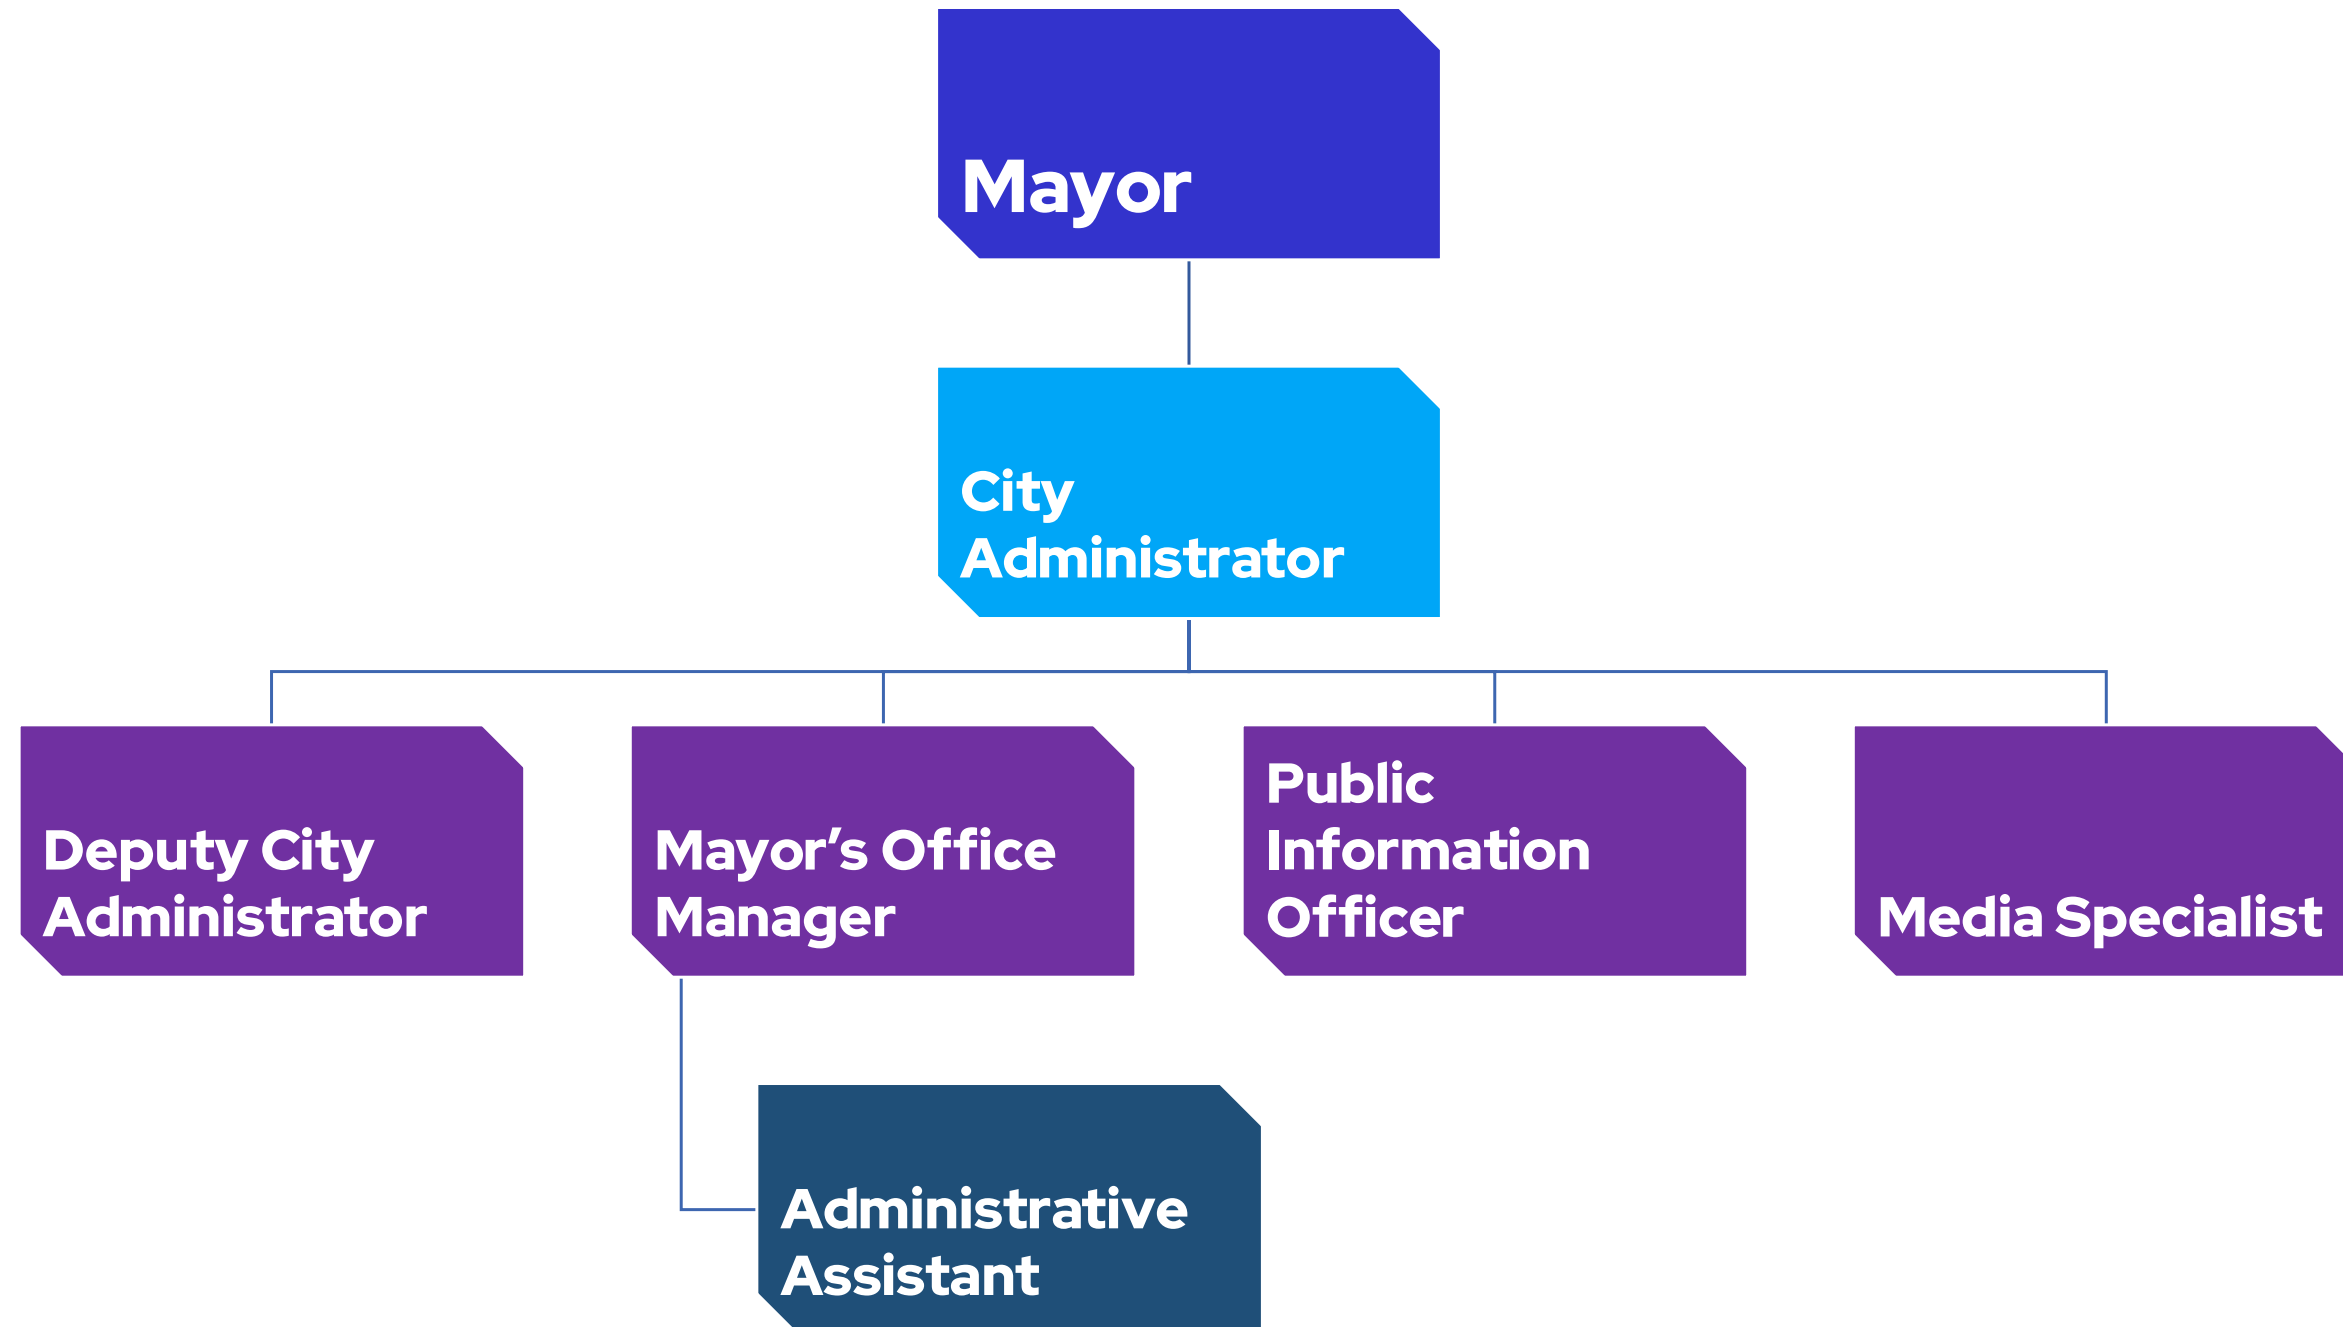 Mayor
City
Administrator
Deputy City
Administrator
Mayor’s Office
Manager
Public
Information
Officer
Media Specialist
Administrative
Assistant